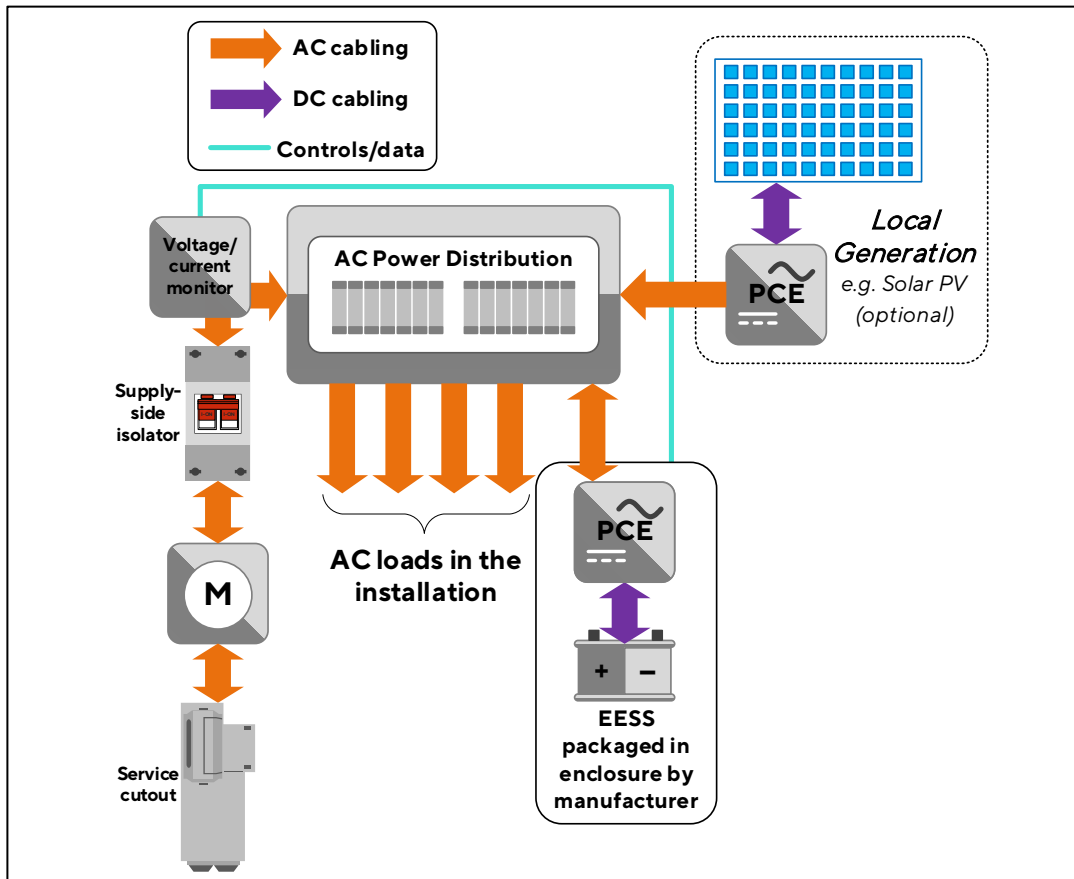 AC cabling
DC cabling
Controls/data
Voltage/
current
monitor
AC Power Distribution
PCE
Local
Generation
e.g. Solar PV
(optional)
Supply-
side
isolator
AC loads in the
installation
PCE
M
+ −
EESS
packaged in
enclosure by
manufacturer
Service
cutout